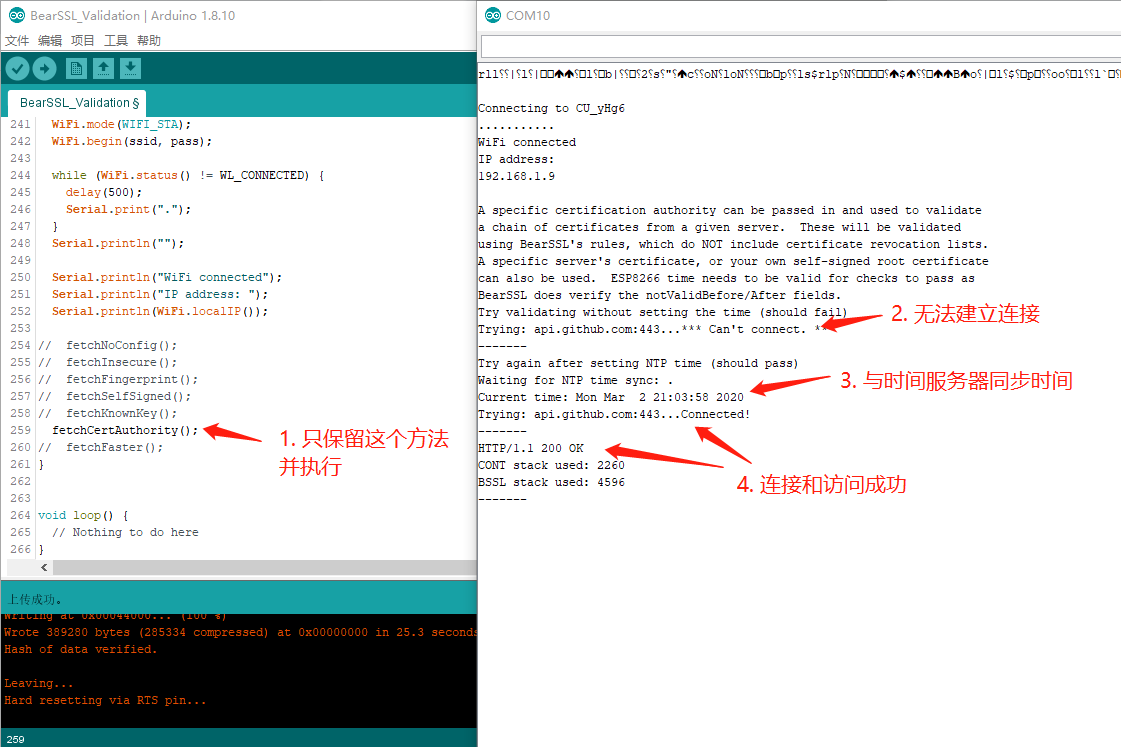 BearSSL_Validation | Arduino 1.8.10
文件 编辑 项目 工具 帮助
BearSSL_Validation §
241 WiFi.mode(WIFI_STA);
242 WiFi.begin(ssid, pass);
243
244 while (WiFi.status() != WL_CONNECTED) {
245 delay(500);
246 Serial.print(".");
247 }
248 Serial.println("");
249
250 Serial.println("WiFi connected");
251 Serial.println("IP address: ");
252 Serial.println(WiFi.localIP());
253
254 // fetchNoConfig();
255 // fetchInsecure();
256 // fetchFingerprint();
257 // fetchSelfSigned();
258 // fetchKnownKey();
259 fetchCertAuthority();
260 // fetchFaster();
261 }
262
263
264 void loop() {
265 // Nothing to do here
266 }
1. 只保留这个方法
并执行
上传成功。
Writing at 0x00044000... (100 %)
Wrote 389280 bytes (285334 compressed) at 0x00000000 in 25.3 seconds
Hash of data verified.
Leaving...
Hard resetting via RTS pin...
259
COM10
Connecting to CU_yHg6
...........
WiFi connected
IP address:
192.168.1.9
A specific certification authority can be passed in and used to validate
a chain of certificates from a given server.  These will be validated
using BearSSL's rules, which do NOT include certificate revocation lists.
A specific server's certificate, or your own self-signed root certificate
can also be used.  ESP8266 time needs to be valid for checks to pass as
BearSSL does verify the notValidBefore/After fields.
Try validating without setting the time (should fail)
Trying: api.github.com:443...*** Can't connect. **
2. 无法建立连接
-------
Try again after setting NTP time (should pass)
Waiting for NTP time sync: .
Current time: Mon Mar  2 21:03:58 2020
3. 与时间服务器同步时间
Trying: api.github.com:443...Connected!
-------
HTTP/1.1 200 OK
CONT stack used: 2260
BSSL stack used: 4596
-------
4. 连接和访问成功